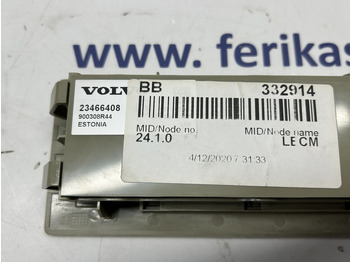 www.ferikas
VOLV
23466408
900308R44
ESTONIA
BB 332914
MID/Node no. MID/Node name
24.1.0 LECM
4/12/2020 7:31:33